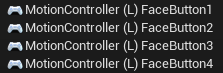 MotionController (L) FaceButton1
MotionController (L) FaceButton2
MotionController (L) FaceButton3
MotionController (L) FaceButton4